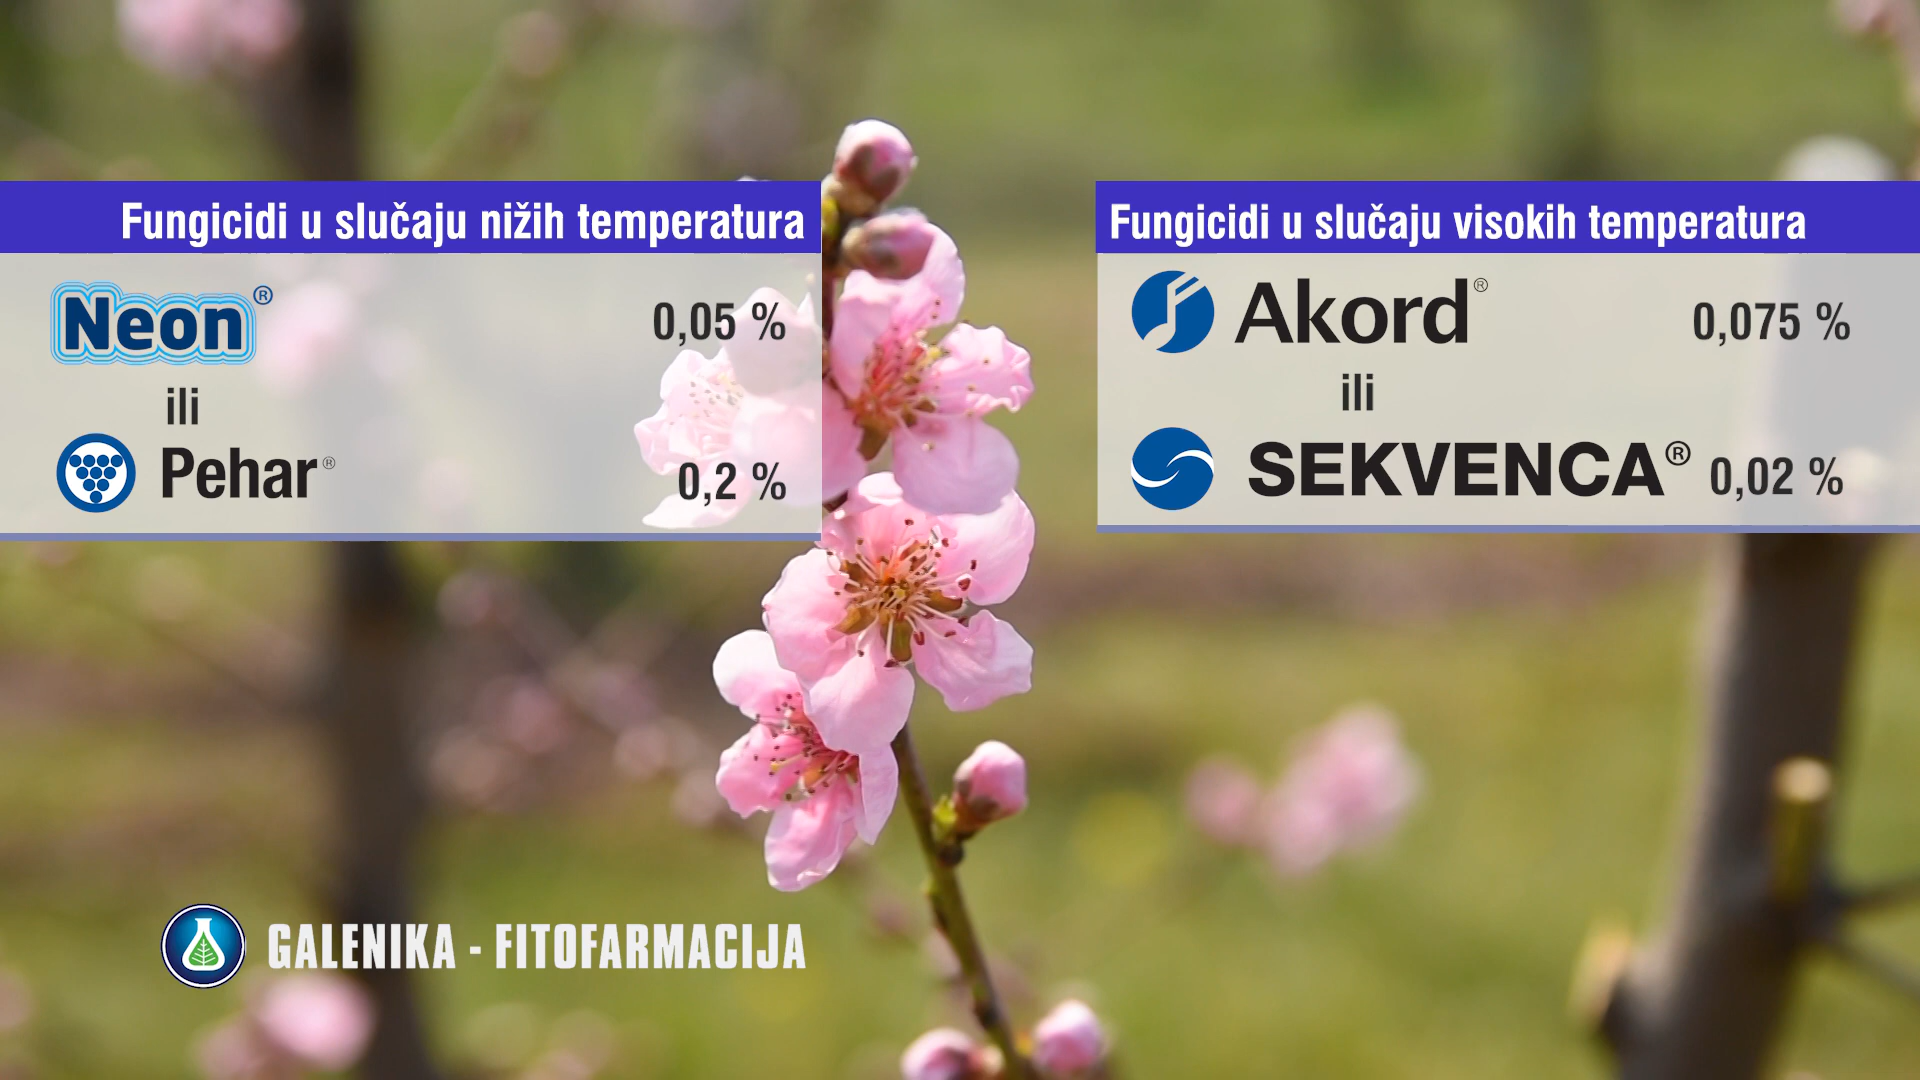 Fungicidi u slučaju nižih temperatura
Neon® 0,05 %
ili
Pehar® 0,2 %
Fungicidi u slučaju visokih temperatura
Akord® 0,075 %
ili
SEKVENCA® 0,02 %
GALENIKA - FITOFARMACIJA